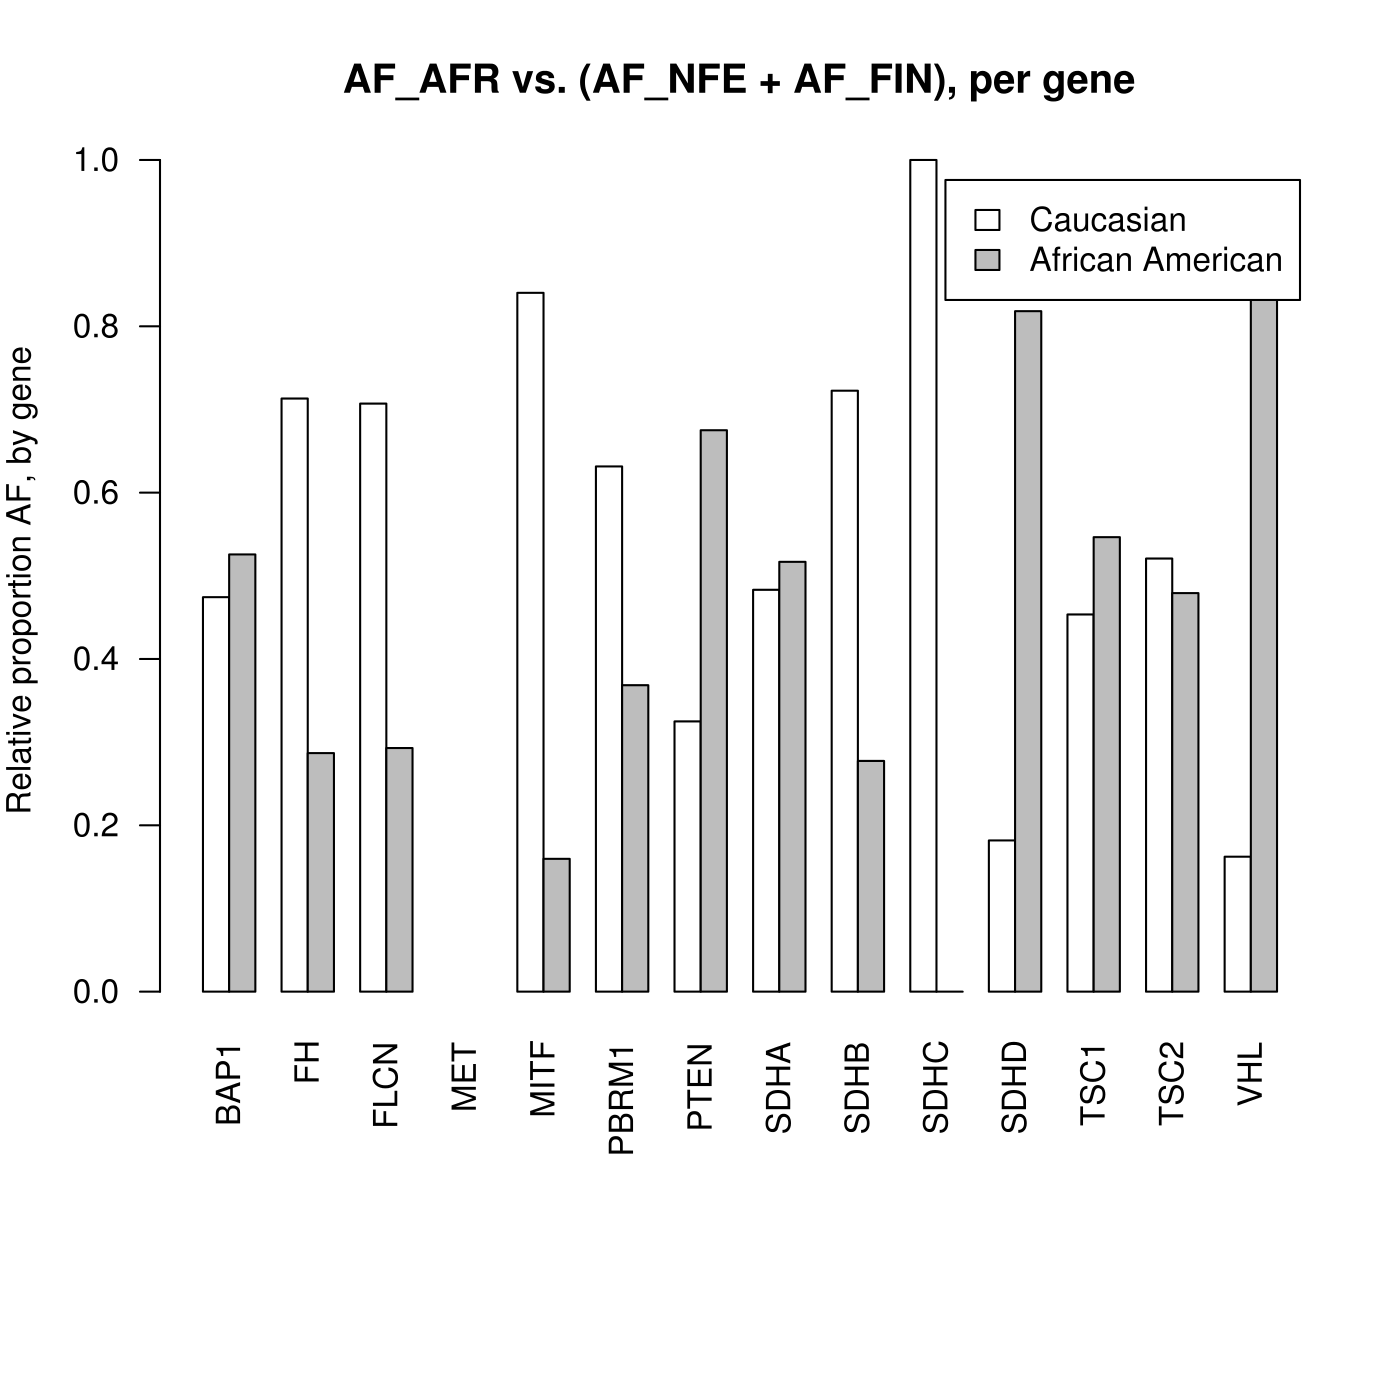 AF_AFR vs. (AF_NFE + AF_FIN), per gene
Relative proportion AF, by gene
1.0
0.8
0.6
0.4
0.2
0.0
Caucasian
African American
BAP1
FH
FLCN
MET
MITF
PBRM1
PTEN
SDHA
SDHB
SDHC
SDHD
TSC1
TSC2
VHL